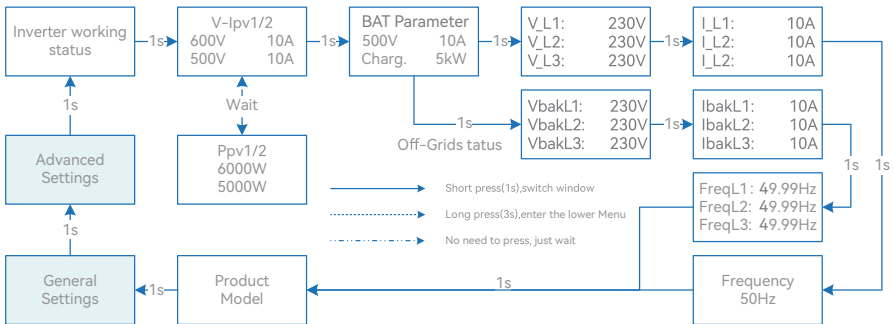 Inverter working
status
1s
V-Ipv1/2
600V 10A
500V 10A
1s
BAT Parameter
500V 10A
Charg. 5kW
1s
V_L1: 230V
V_L2: 230V
V_L3: 230V
1s
I_L1: 10A
I_L2: 10A
I_L2: 10A
1s
Wait
1s
VbakL1: 230V
VbakL2: 230V
VbakL3: 230V
1s
IbakL1: 10A
IbakL2: 10A
IbakL3: 10A
Off-Grids tatus
Advanced
Settings
Ppv1/2
6000W
5000W
1s
1s
Short press(1s),switch window
Long press(3s),enter the lower Menu
No need to press, just wait
FreqL1: 49.99Hz
FreqL2: 49.99Hz
FreqL3: 49.99Hz
1s
General
Settings
1s
Product
Model
1s
Frequency
50Hz